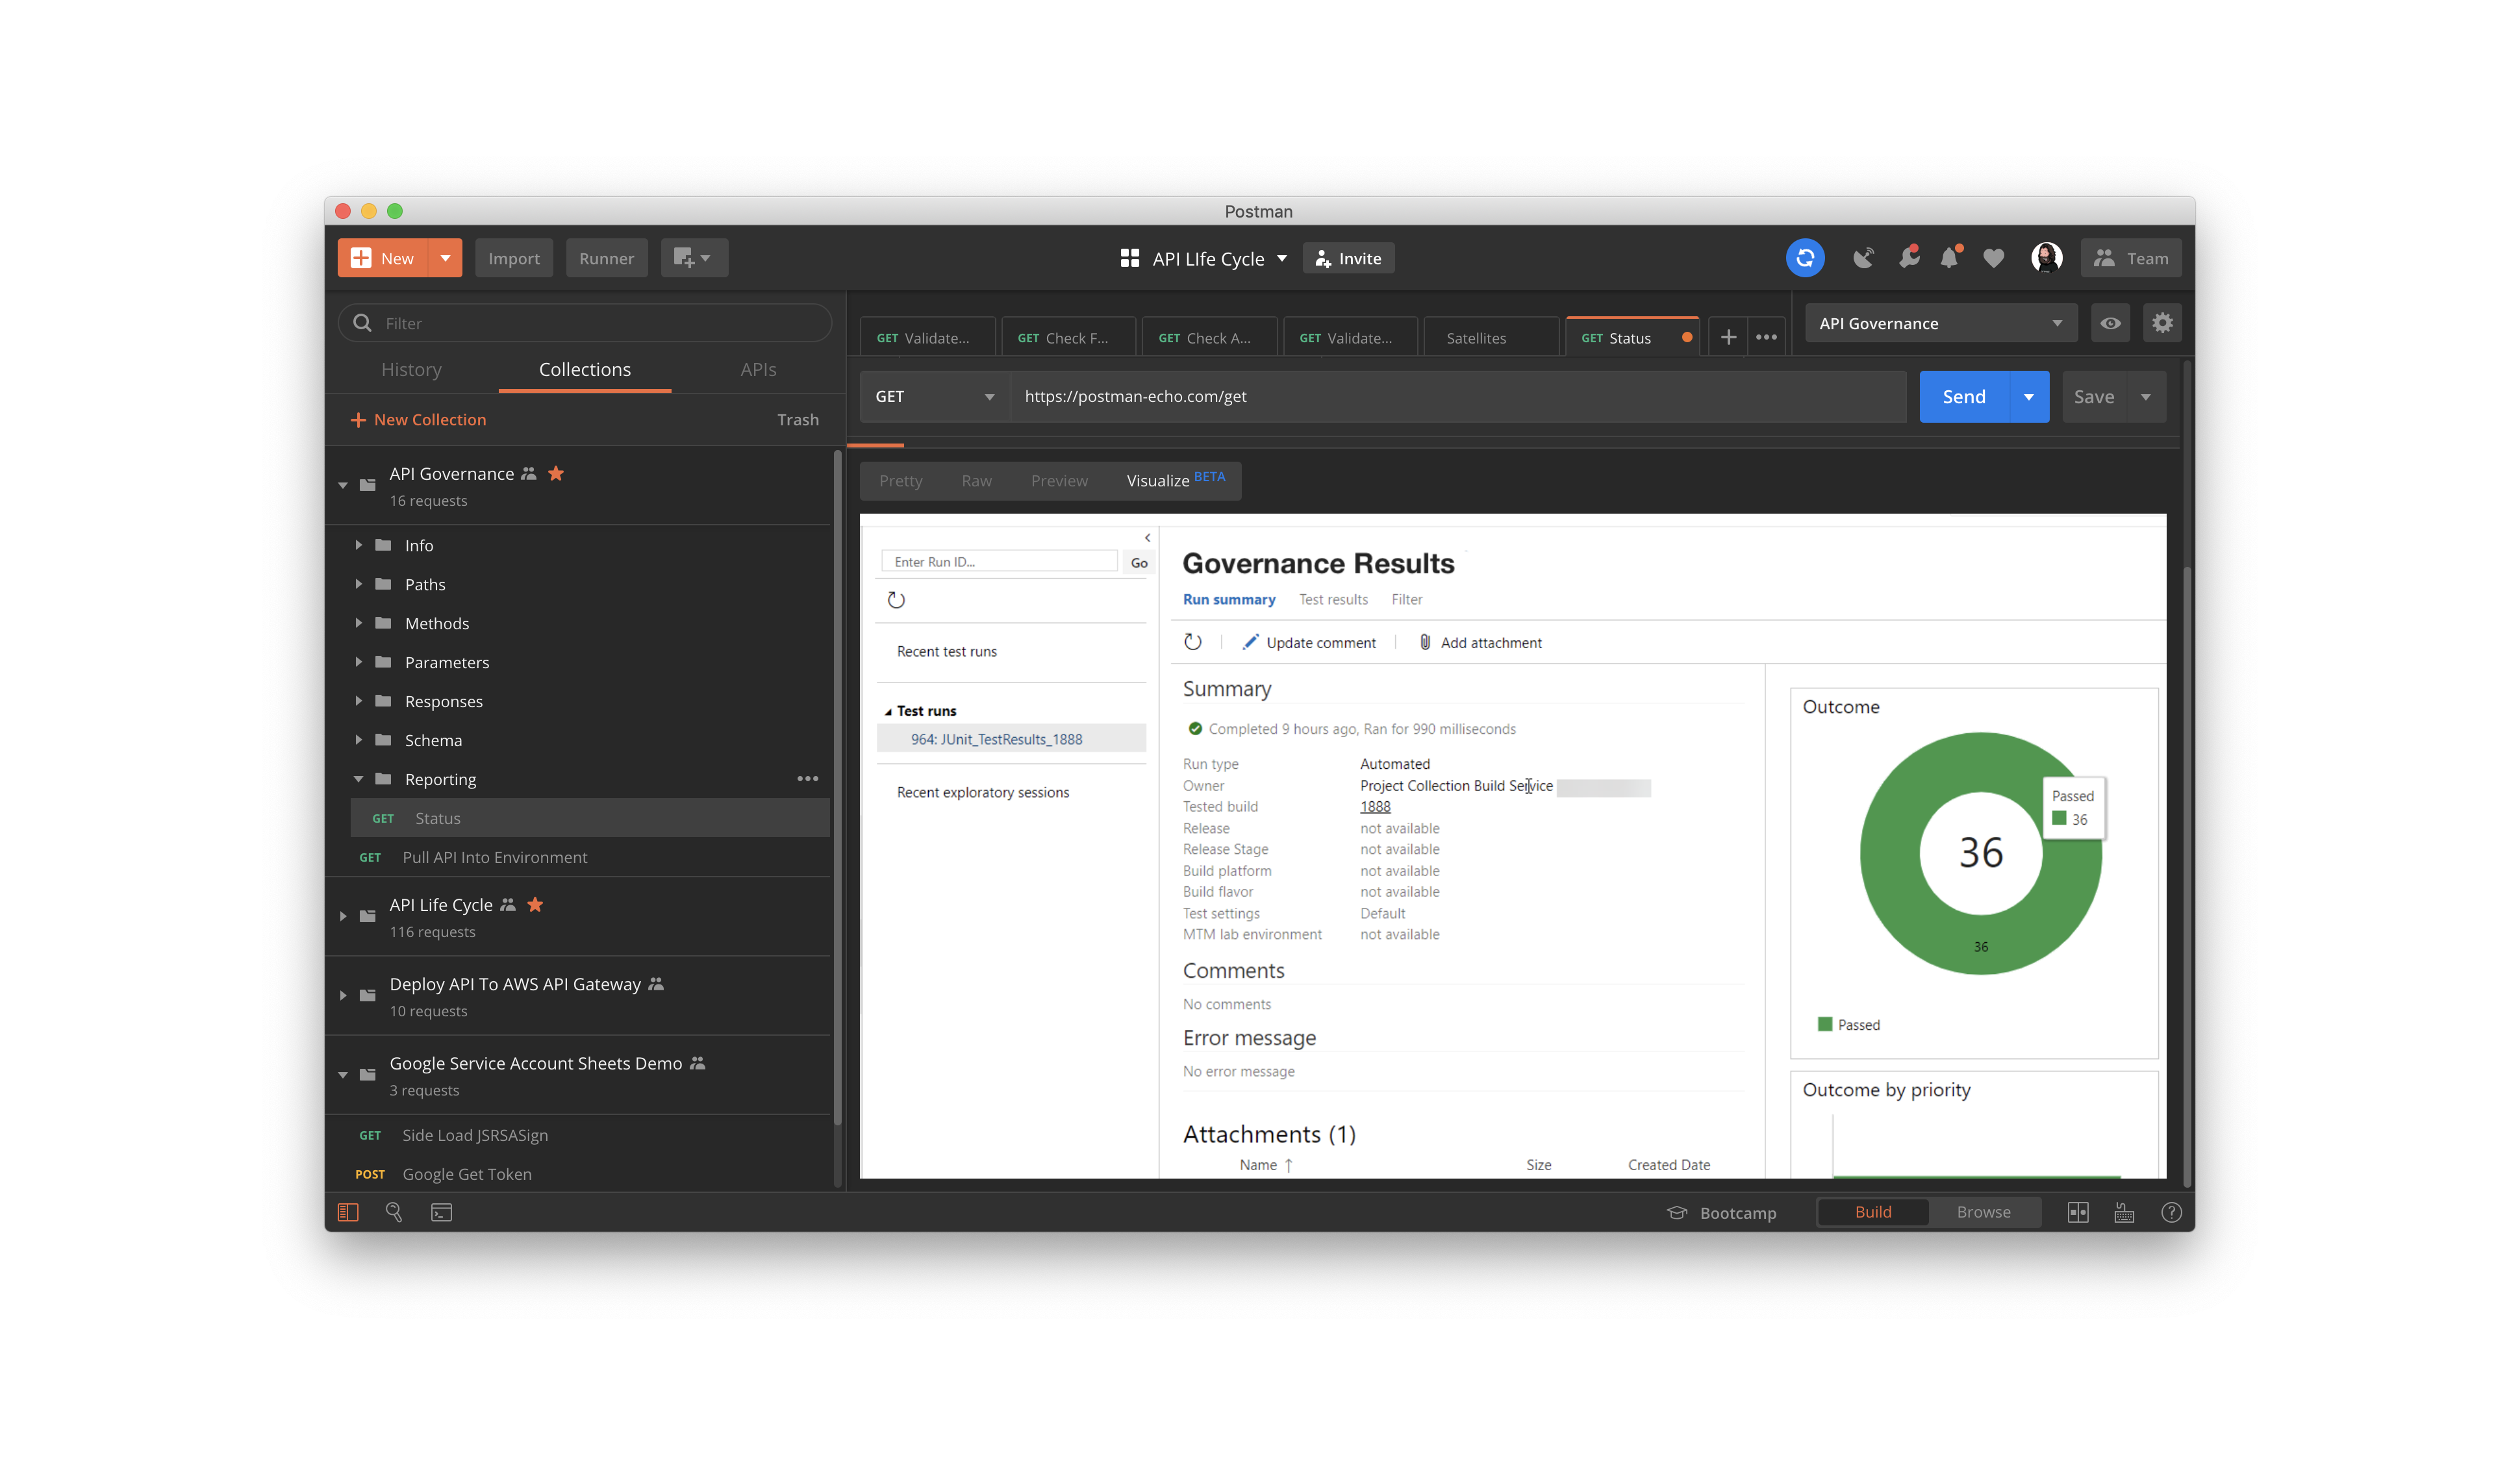 Postman
New
Import
Runner
API LIfe Cycle
Invite
Team
Filter
History
Collections
APIs
New Collection
Trash
API Governance
16 requests
Info
Paths
Methods
Parameters
Responses
Schema
Reporting
GET Status
GET Pull API Into Environment
API Life Cycle
116 requests
Deploy API To AWS API Gateway
10 requests
Google Service Account Sheets Demo
3 requests
GET Side Load JSRSASign
POST Google Get Token
GET Validate...
GET Check F...
GET Check A...
GET Validate...
Satellites
GET Status
API Governance
GET
https://postman-echo.com/get
Send
Save
Pretty
Raw
Preview
Visualize BETA
Enter Run ID...
Go
Recent test runs
Test runs
964: JUnit_TestResults_1888
Recent exploratory sessions
Governance Results
Run summary
Test results
Filter
Update comment
Add attachment
Summary
Completed 9 hours ago, Ran for 990 milliseconds
Run type Automated
Owner Project Collection Build Service
Tested build 1888
Release not available
Release Stage not available
Build platform not available
Build flavor not available
Test settings Default
MTM lab environment not available
Comments
No comments
Error message
No error message
Attachments (1)
Name ↑ Size Created Date
Outcome
Passed
36
36
36
Passed
Outcome by priority
Bootcamp
Build
Browse